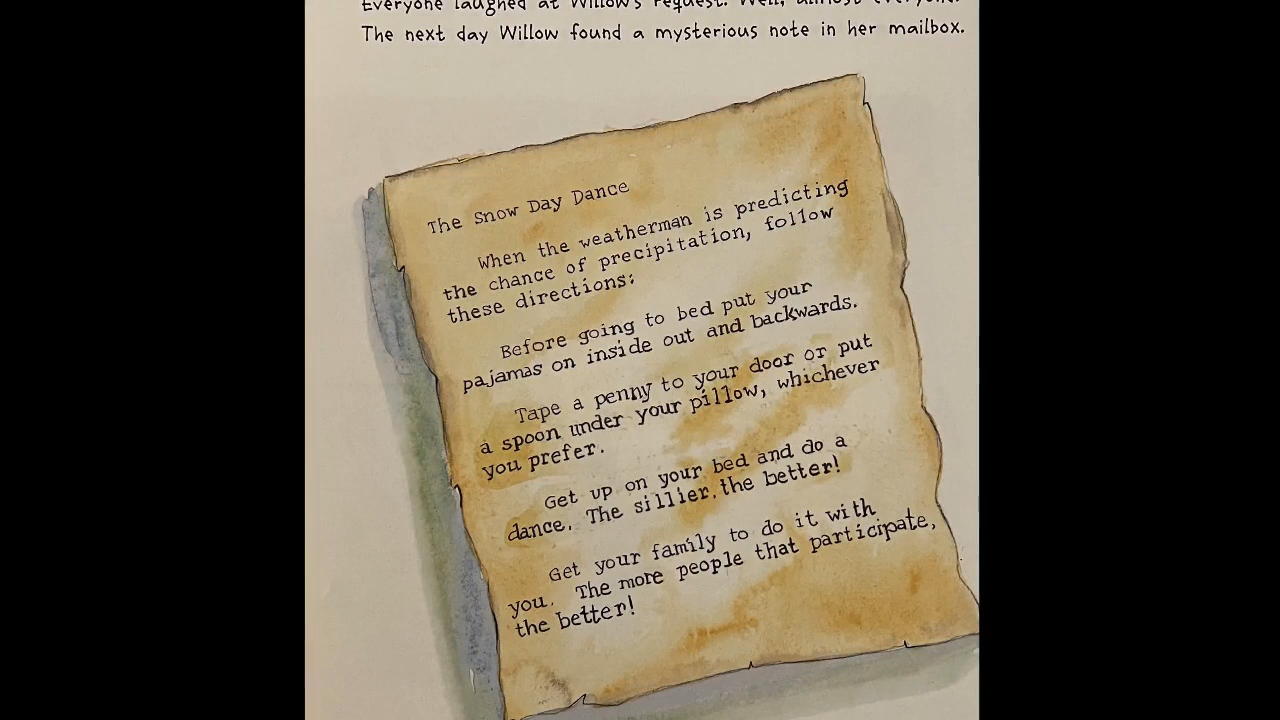 Everyone laughed at Willow's request. Well, almost everyone.
The next day Willow found a mysterious note in her mailbox.
The Snow Day Dance
When the weatherman is predicting
the chance of precipitation, follow
these directions:
Before going to bed put your
pajamas on inside out and backwards.
Tape a penny to your door or put
a spoon under your pillow, whichever
you prefer.
Get up on your bed and do a
dance. The sillier the better!
Get your family to do it with
you. The more people that participate,
the better!